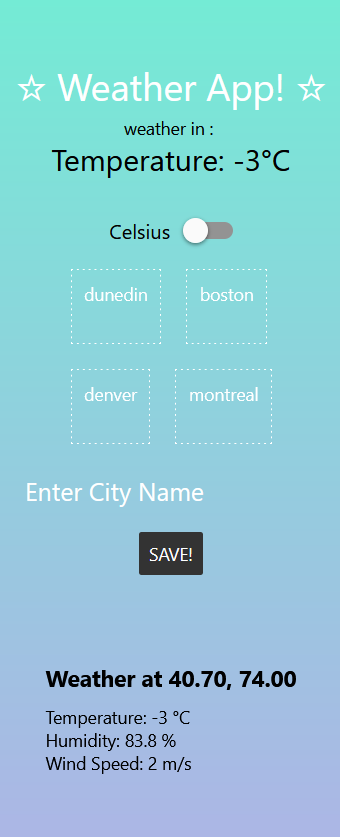 ☆ Weather App! ☆
weather in :
Temperature: -3°C
Celsius
dunedin boston
denver montreal
Enter City Name
SAVE!
Weather at 40.70, 74.00
Temperature: -3 °C
Humidity: 83.8 %
Wind Speed: 2 m/s